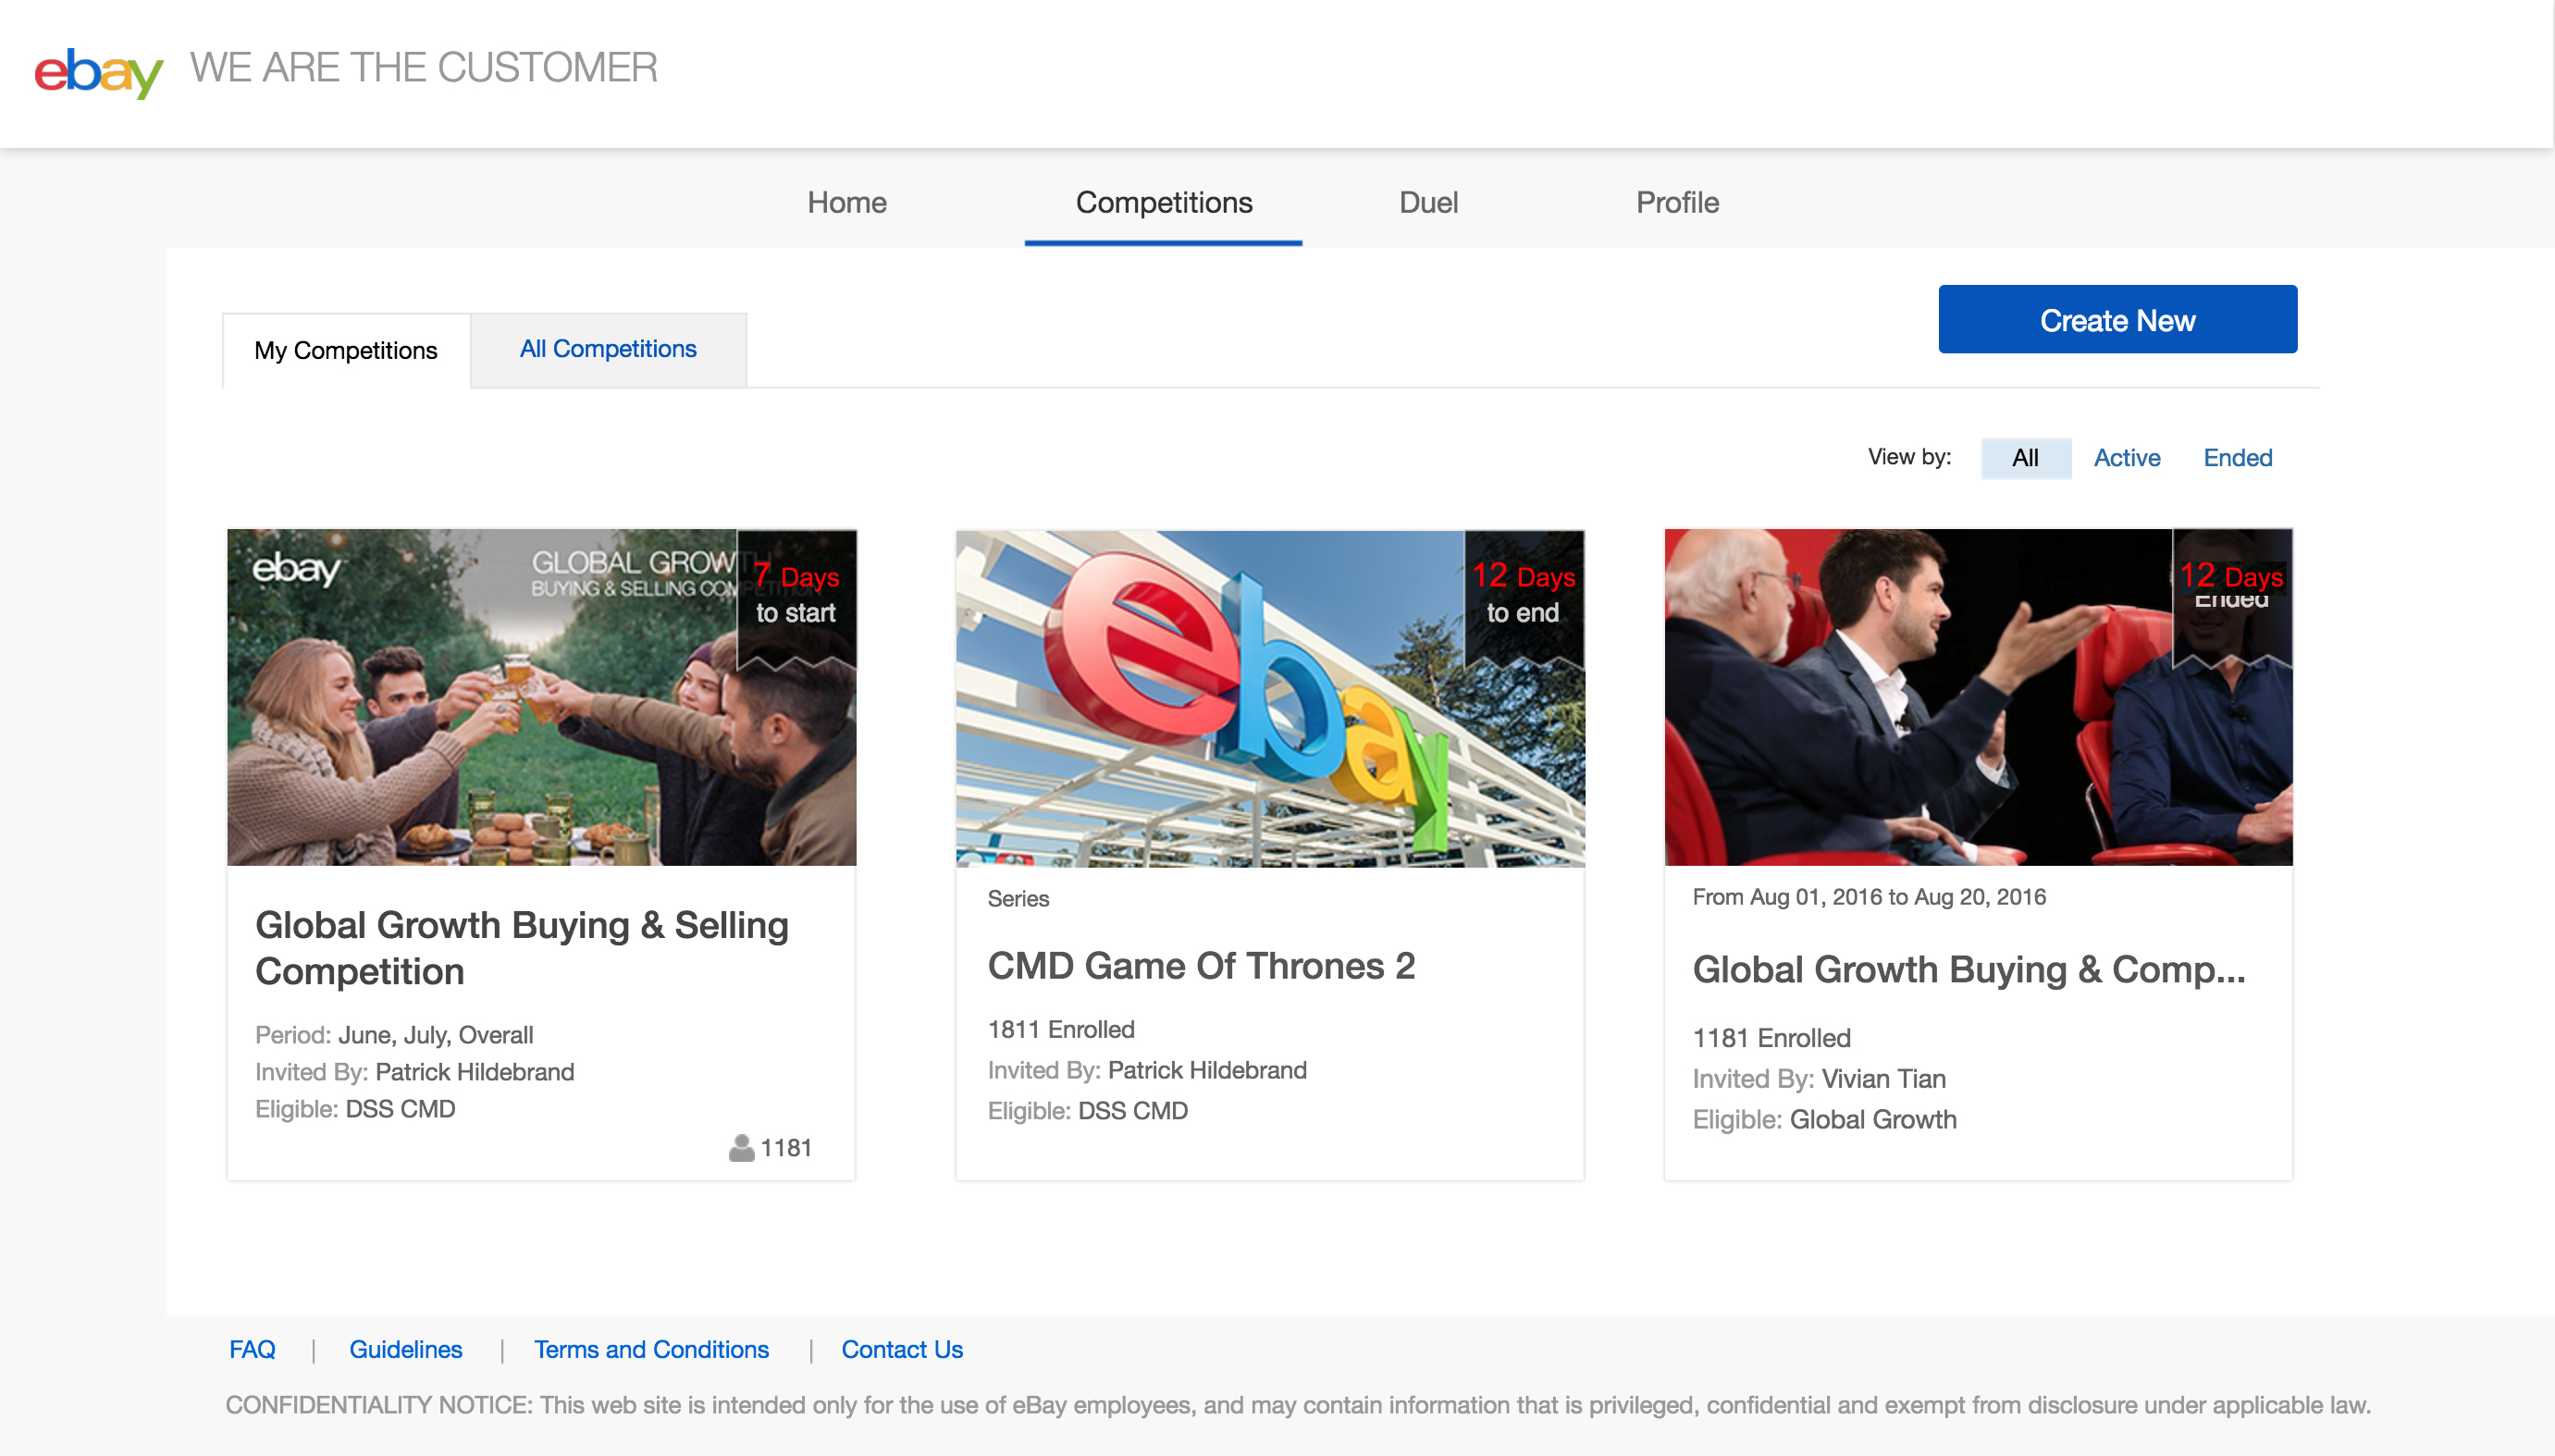 ebay WE ARE THE CUSTOMER
Home Competitions Duel Profile
Create New
My Competitions All Competitions
View by: All Active Ended
ebay
GLOBAL GROWTH
BUYING & SELLING COMPETITION
7 Days
to start
ebay
12 Days
to end
12 Days
Ended
Global Growth Buying & Selling
Competition
Period: June, July, Overall
Invited By: Patrick Hildebrand
Eligible: DSS CMD
1181
Series
CMD Game Of Thrones 2
1811 Enrolled
Invited By: Patrick Hildebrand
Eligible: DSS CMD
From Aug 01, 2016 to Aug 20, 2016
Global Growth Buying & Comp...
1181 Enrolled
Invited By: Vivian Tian
Eligible: Global Growth
FAQ | Guidelines | Terms and Conditions | Contact Us
CONFIDENTIALITY NOTICE: This web site is intended only for the use of eBay employees, and may contain information that is privileged, confidential and exempt from disclosure under applicable law.